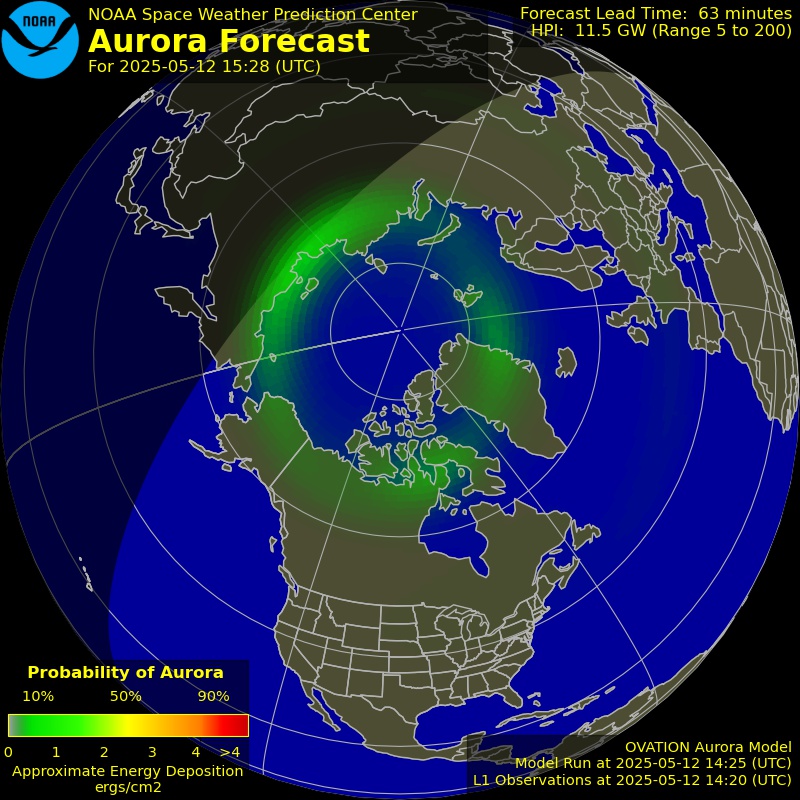 NOAA
NOAA Space Weather Prediction Center
Aurora Forecast
For 2025-05-12 15:28 (UTC)
Forecast Lead Time:  63 minutes
HPI:  11.5 GW (Range 5 to 200)
Probability of Aurora
10% 50% 90%
0 1 2 3 4 >4
Approximate Energy Deposition
ergs/cm2
OVATION Aurora Model
Model Run at 2025-05-12 14:25 (UTC)
L1 Observations at 2025-05-12 14:20 (UTC)